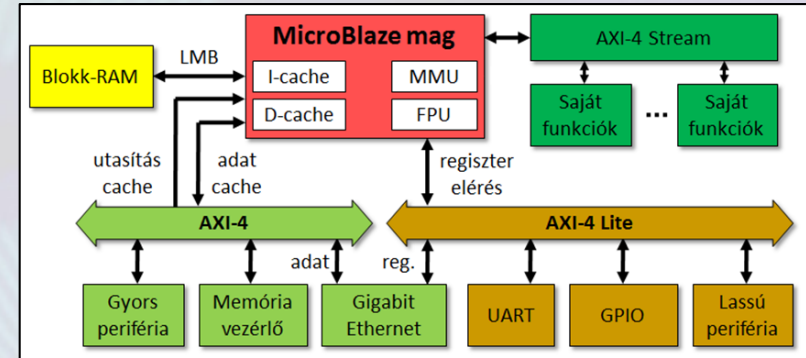 MicroBlaze mag
I-cache
MMU
D-cache
FPU
Blokk-RAM
LMB
AXI-4 Stream
Saját
funkciók
...
Saját
funkciók
utasítás
cache
adat
cache
regiszter
elérés
AXI-4
AXI-4 Lite
adat
reg.
Gyors
periféria
Memória
vezérlő
Gigabit
Ethernet
UART
GPIO
Lassú
periféria